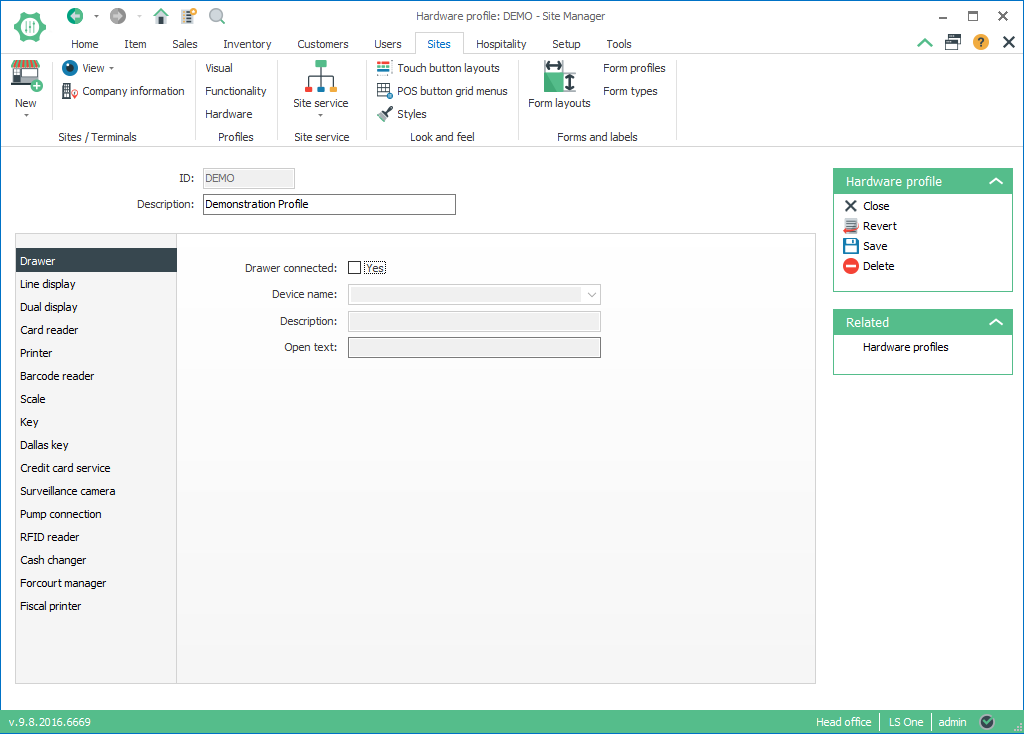 Hardware profile: DEMO - Site Manager
Home Item Sales Inventory Customers Users Sites Hospitality Setup Tools
New
View
Company information
Sites / Terminals
Visual
Functionality
Hardware
Profiles
Site service
Site service
Touch button layouts
POS button grid menus
Styles
Look and feel
Form layouts
Form profiles
Form types
Forms and labels
ID: DEMO
Description: Demonstration Profile
Drawer
Line display
Dual display
Card reader
Printer
Barcode reader
Scale
Key
Dallas key
Credit card service
Surveillance camera
Pump connection
RFID reader
Cash changer
Forcourt manager
Fiscal printer
Drawer connected: Yes
Device name:
Description:
Open text:
Hardware profile
Close
Revert
Save
Delete
Related
Hardware profiles
v.9.8.2016.6669
Head office LS One admin